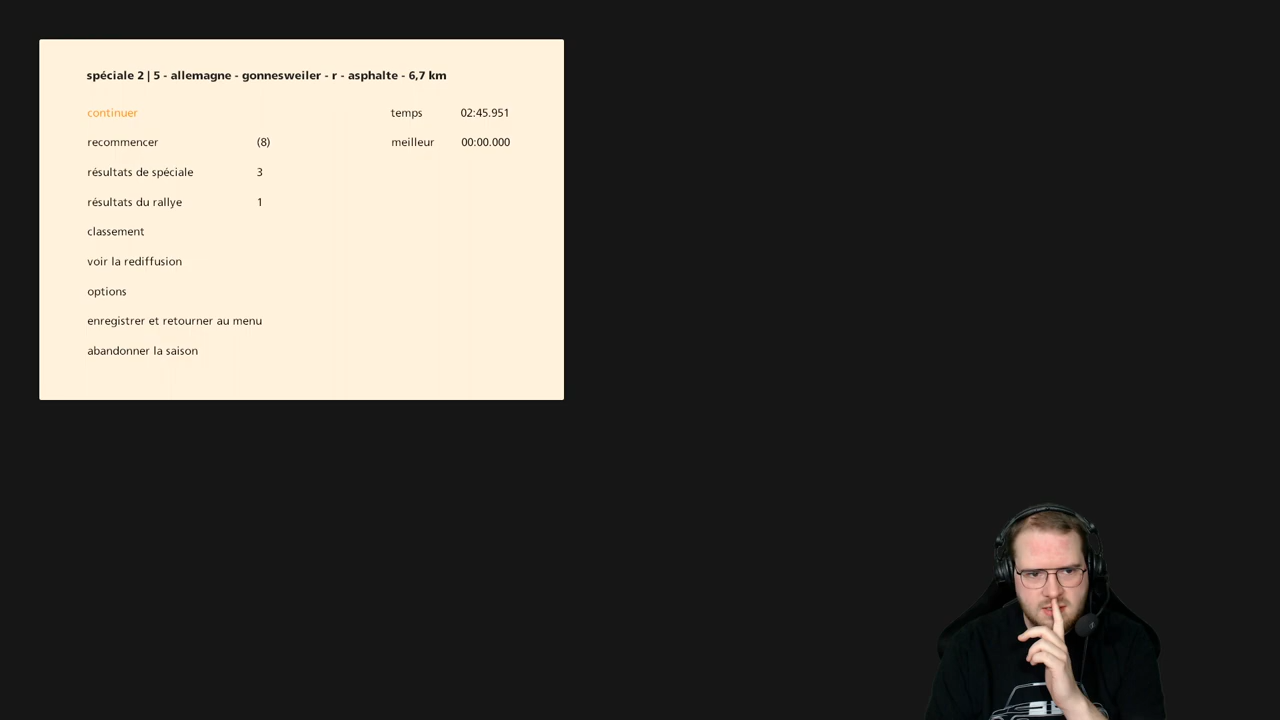 spéciale 2 | 5 - allemagne - gonnesweiler - r - asphalte - 6,7 km
continuer temps 02:45.951
recommencer (8) meilleur 00:00.000
résultats de spéciale 3
résultats du rallye 1
classement
voir la rediffusion
options
enregistrer et retourner au menu
abandonner la saison